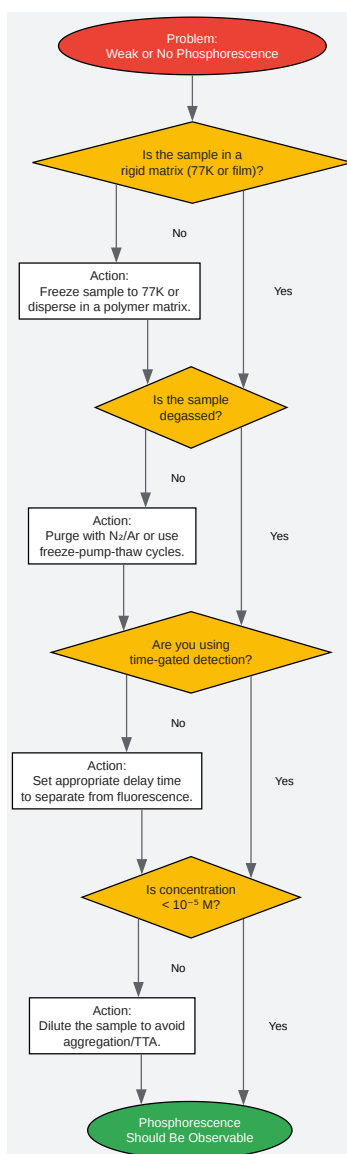 Problem:
Weak or No Phosphorescence
Is the sample in a
rigid matrix (77K or film)?
No
Action:
Freeze sample to 77K or
disperse in a polymer matrix.
Yes
Is the sample
degassed?
No
Action:
Purge with N₂/Ar or use
freeze-pump-thaw cycles.
Yes
Are you using
time-gated detection?
No
Action:
Set appropriate delay time
to separate from fluorescence.
Yes
Is concentration
< 10⁻⁵ M?
No
Action:
Dilute the sample to avoid
aggregation/TTA.
Yes
Phosphorescence
Should Be Observable